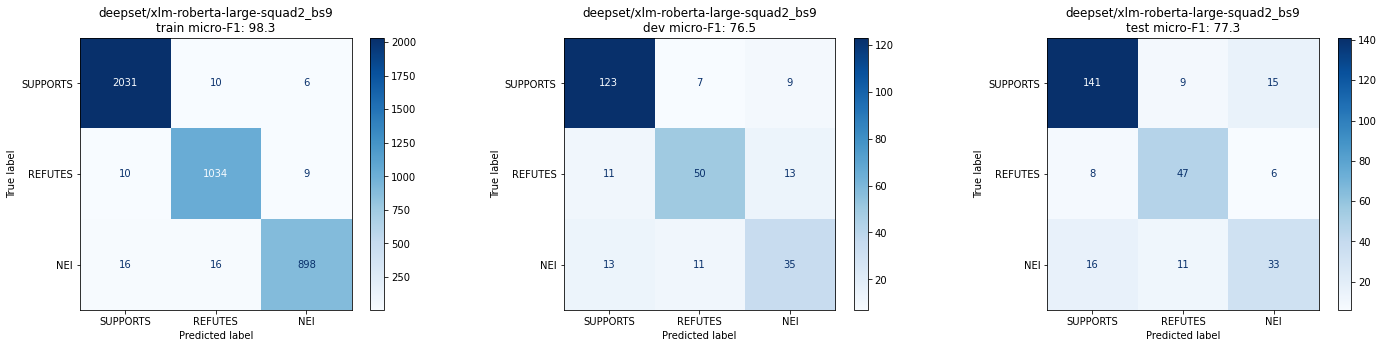 deepset/xlm-roberta-large-squad2_bs9
train micro-F1: 98.3
SUPPORTS
REFUTES
NEI
True label
2031 10 6
10 1034 9
16 16 898
SUPPORTS REFUTES NEI
Predicted label
2000
1750
1500
1250
1000
750
500
250
deepset/xlm-roberta-large-squad2_bs9
dev micro-F1: 76.5
SUPPORTS
REFUTES
NEI
True label
123 7 9
11 50 13
13 11 35
SUPPORTS REFUTES NEI
Predicted label
120
100
80
60
40
20
deepset/xlm-roberta-large-squad2_bs9
test micro-F1: 77.3
SUPPORTS
REFUTES
NEI
True label
141 9 15
8 47 6
16 11 33
SUPPORTS REFUTES NEI
Predicted label
140
120
100
80
60
40
20